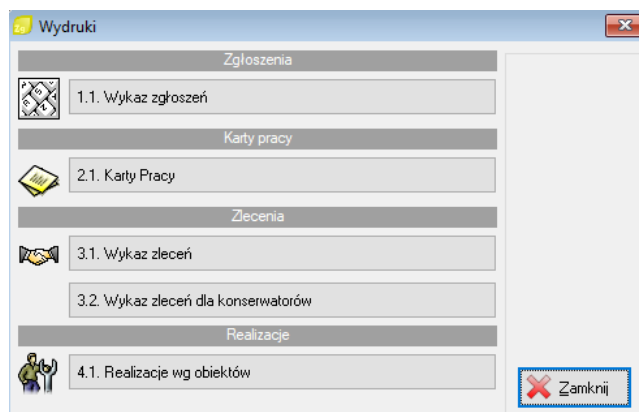 Wydruki
Zgłoszenia
1.1. Wykaz zgłoszeń
Karty pracy
2.1. Karty Pracy
Zlecenia
3.1. Wykaz zleceń
3.2. Wykaz zleceń dla konserwatorów
Realizacje
4.1. Realizacje wg obiektów
Zamknij